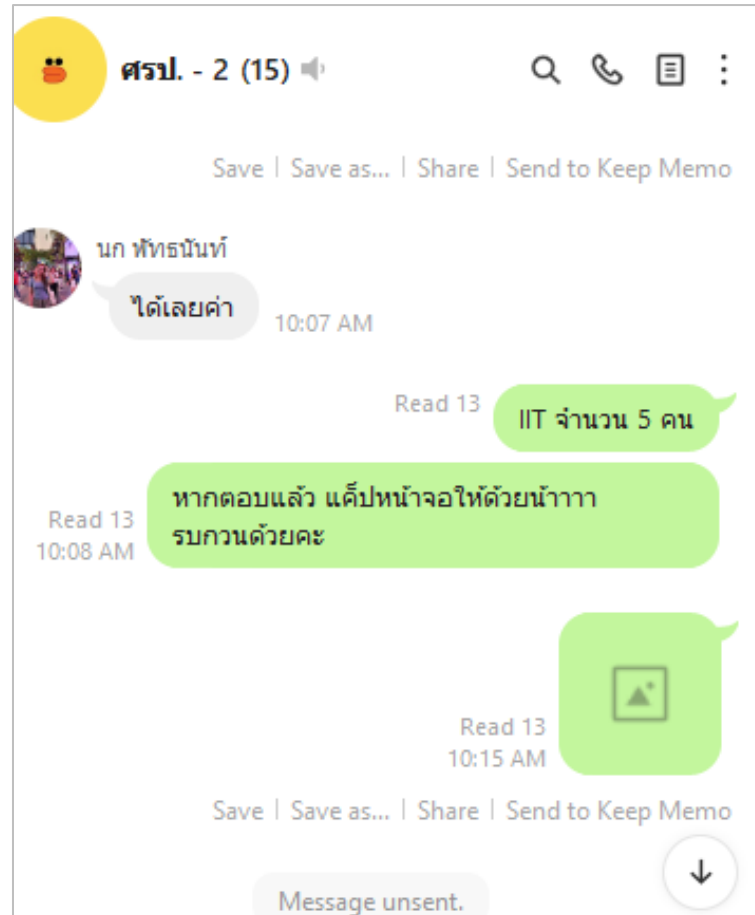 ศรป. - 2 (15)
Save | Save as... | Share | Send to Keep Memo
นก พัทธนันท์
ได้เลยค่า
10:07 AM
Read 13
IIT จำนวน 5 คน
หากตอบแล้ว แค็ปหน้าจอให้ด้วยน้าาาา
รบกวนด้วยคะ
Read 13
10:08 AM
Read 13
10:15 AM
Save | Save as... | Share | Send to Keep Memo
Message unsent.